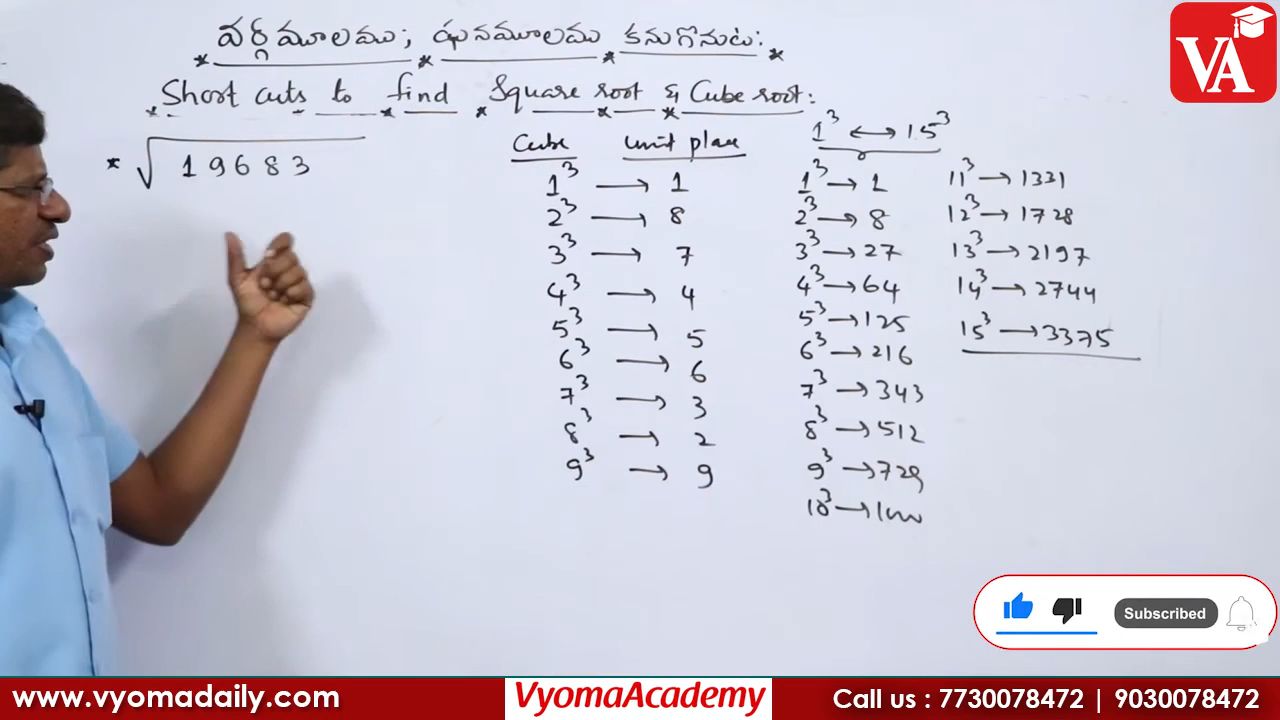 వర్గమూలము; ఘనమూలము కనుగొనుట:
Short cuts to find Square root & Cube root:
* √19683
Cube unit place
1³ → 1
2³ → 8
3³ → 7
4³ → 4
5³ → 5
6³ → 6
7³ → 3
8³ → 2
9³ → 9
1³ ↔ 15³
1³ → 1
2³ → 8
3³ → 27
4³ → 64
5³ → 125
6³ → 216
7³ → 343
8³ → 512
9³ → 729
10³ → 1000
11³ → 1331
12³ → 1728
13³ → 2197
14³ → 2744
15³ → 3375
VA
Subscribed
www.vyomadaily.com
VyomaAcademy
Call us : 7730078472 | 9030078472